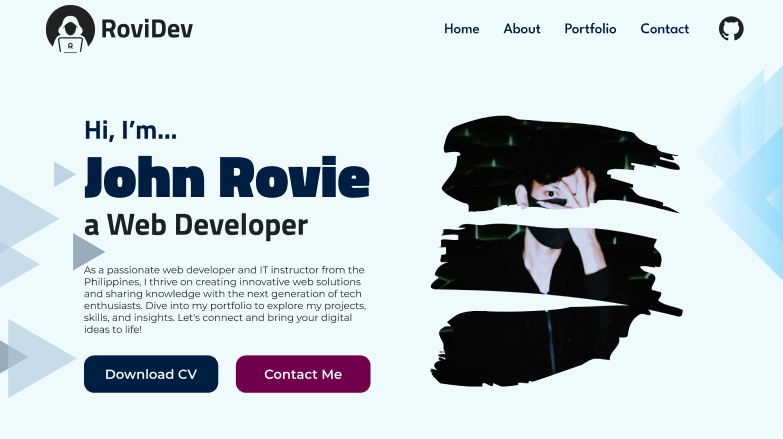 RoviDev
R
Home About Portfolio Contact
Hi, I'm...
John Rovie
a Web Developer
As a passionate web developer and IT instructor from the
Philippines, I thrive on creating innovative web solutions
and sharing knowledge with the next generation of tech
enthusiasts. Dive into my portfolio to explore my projects,
skills, and insights. Let's connect and bring your digital
ideas to life!
Download CV Contact Me